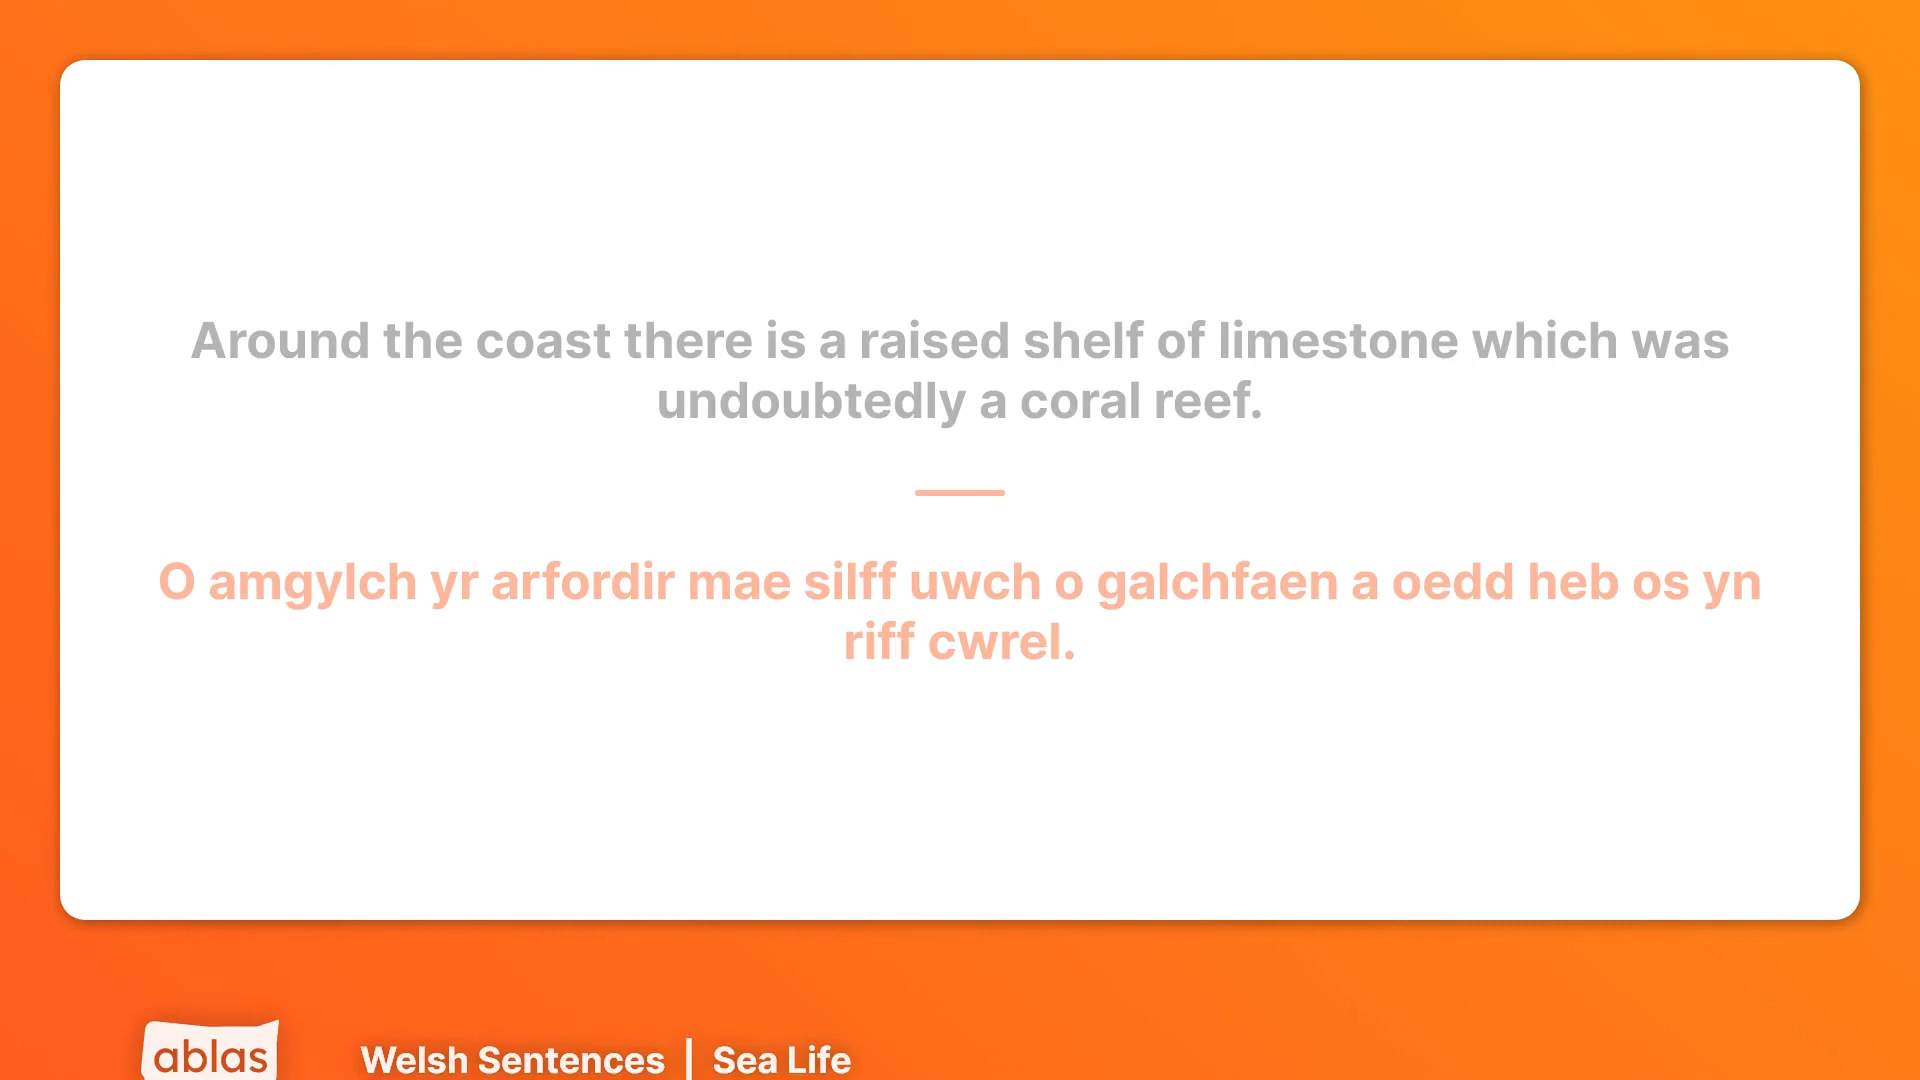 Around the coast there is a raised shelf of limestone which was
undoubtedly a coral reef.
O amgylch yr arfordir mae silff uwch o galchfaen a oedd heb os yn
riff cwrel.
ablas
Welsh Sentences | Sea Life